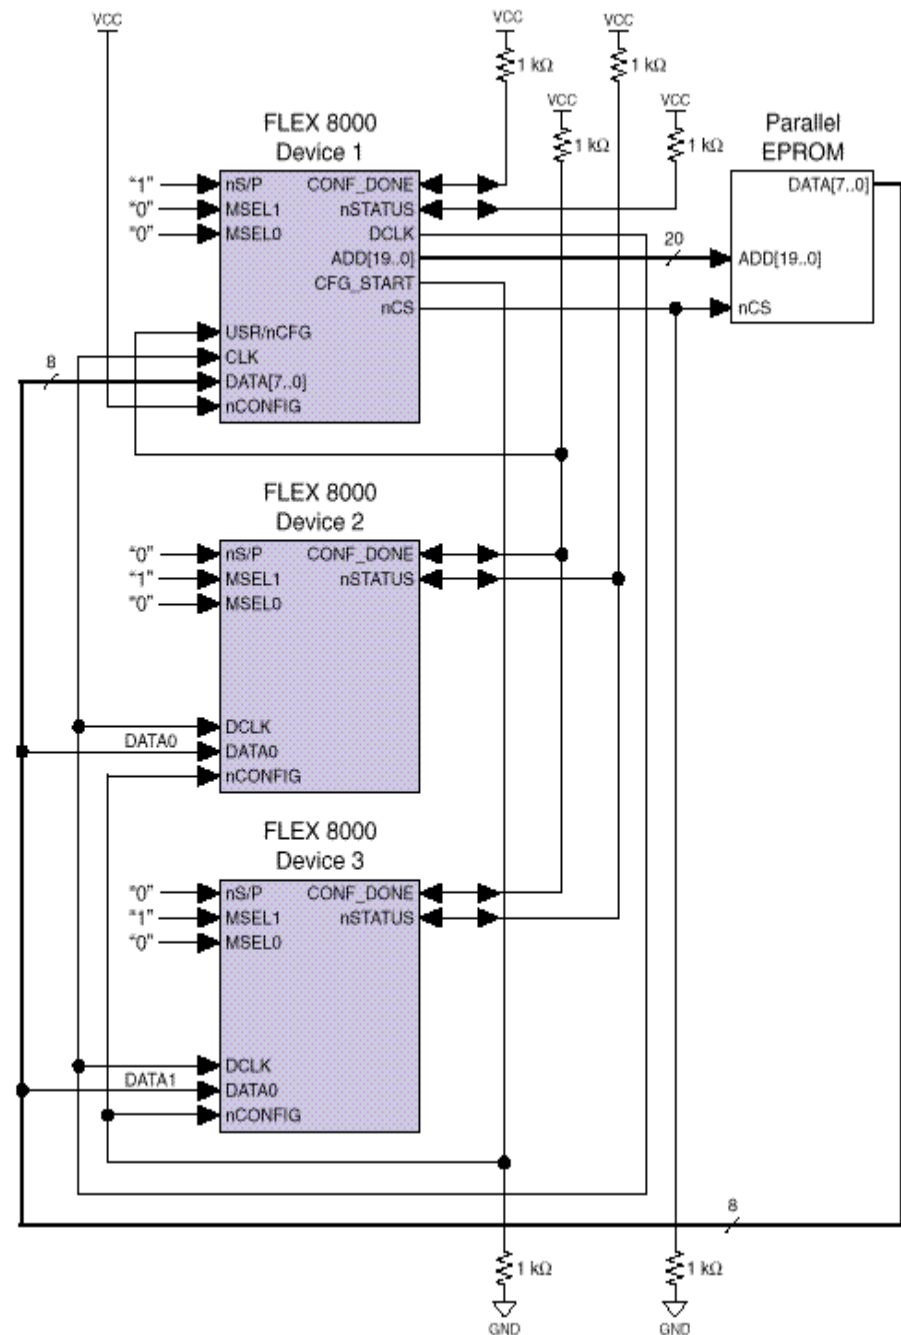 VCC
VCC
VCC
1 kΩ
1 kΩ
VCC
VCC
1 kΩ
1 kΩ
FLEX 8000
Device 1
Parallel
EPROM
"1"
nS/P
CONF_DONE
DATA[7..0]
"0"
MSEL1
nSTATUS
"0"
MSEL0
DCLK
20
ADD[19..0]
ADD[19..0]
CFG_START
nCS
nCS
USR/nCFG
CLK
8
DATA[7..0]
nCONFIG
FLEX 8000
Device 2
"0"
nS/P
CONF_DONE
"1"
MSEL1
nSTATUS
"0"
MSEL0
DCLK
DATA0
DATA0
nCONFIG
FLEX 8000
Device 3
"0"
nS/P
CONF_DONE
"1"
MSEL1
nSTATUS
"0"
MSEL0
DCLK
DATA1
DATA0
nCONFIG
8
1 kΩ
1 kΩ
GND
GND